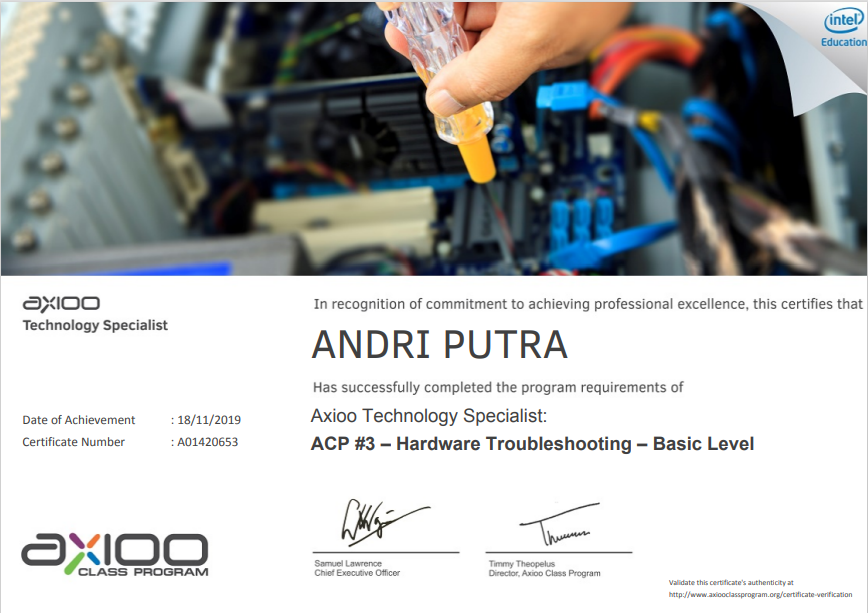 intel
Education
axioo
Technology Specialist
In recognition of commitment to achieving professional excellence, this certifies that
ANDRI PUTRA
Has successfully completed the program requirements of
Date of Achievement : 18/11/2019
Certificate Number : A01420653
Axioo Technology Specialist:
ACP #3 – Hardware Troubleshooting – Basic Level
axioo
CLASS PROGRAM
Samuel Lawrence
Chief Executive Officer
Timmy Theopelus
Director, Axioo Class Program
Validate this certificate's authenticity at
http://www.axiooclassprogram.org/certificate-verification